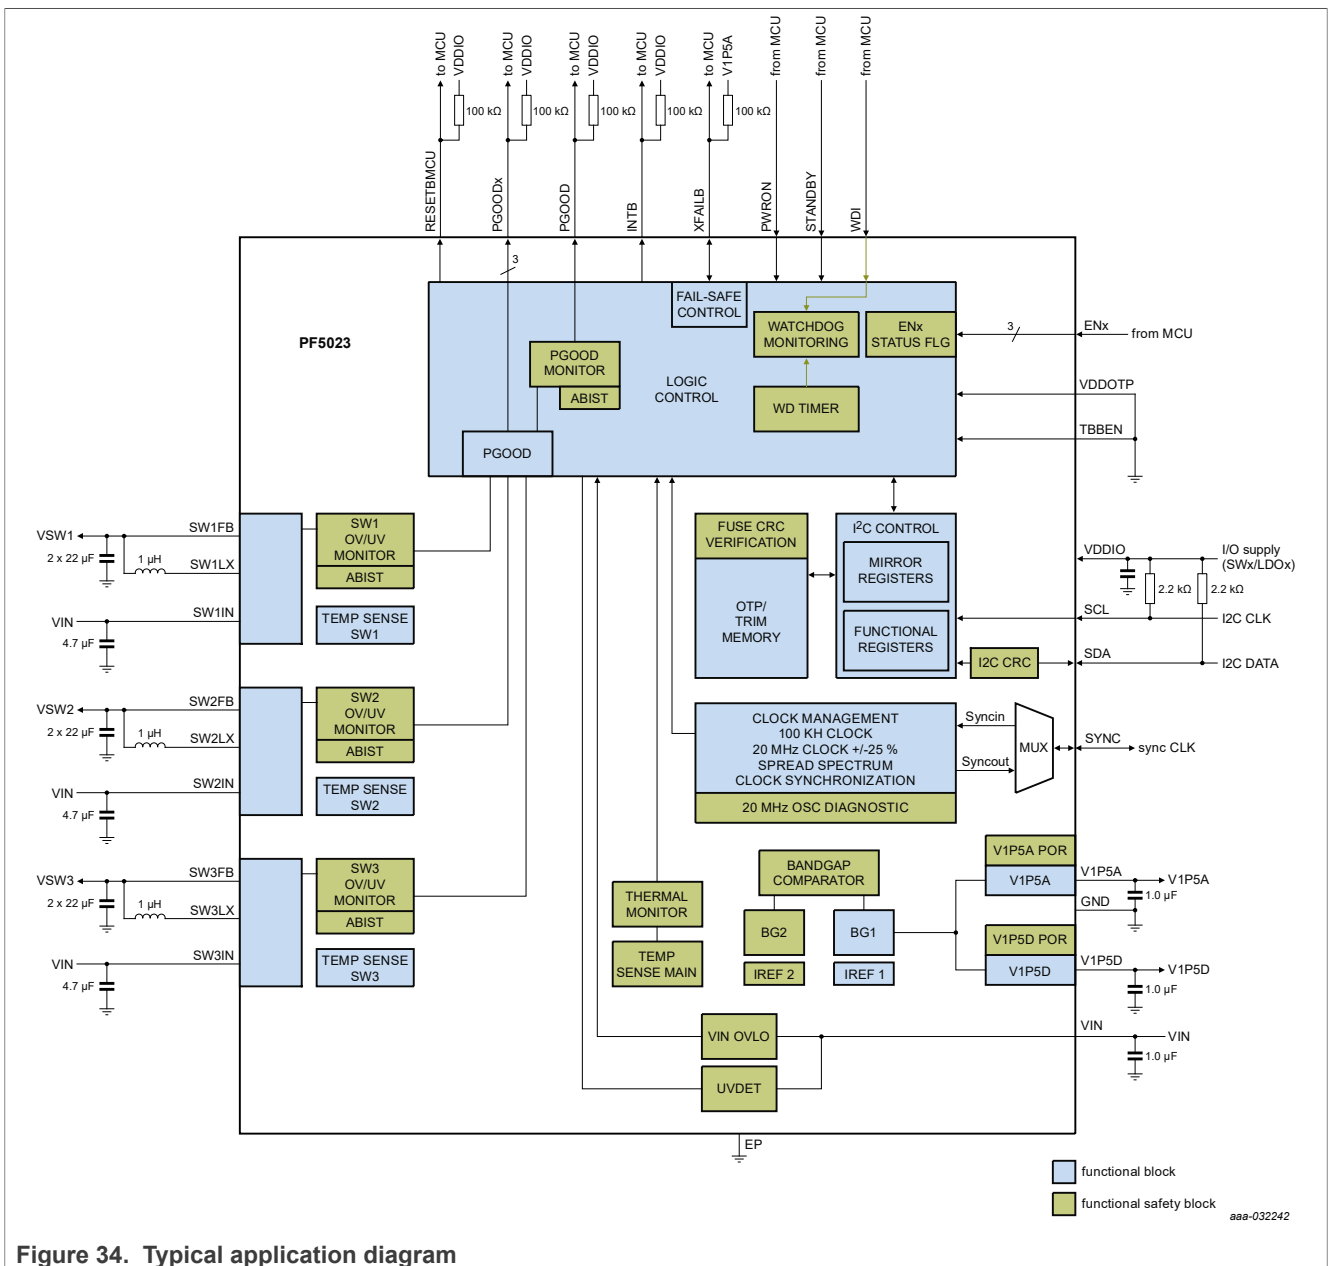 to MCU
VDDIO
to MCU
VDDIO
to MCU
VDDIO
to MCU
VDDIO
to MCU
V1P5A
from MCU
from MCU
from MCU
100 kΩ
100 kΩ
100 kΩ
100 kΩ
100 kΩ
RESETBMCU
PGOODx
PGOOD
INTB
XFAILB
PWRON
STANDBY
WDI
3
PF5023
FAIL-SAFE
CONTROL
WATCHDOG
MONITORING
ENx
STATUS FLG
3
ENx
from MCU
PGOOD
MONITOR
ABIST
LOGIC
CONTROL
WD TIMER
VDDOTP
TBBEN
PGOOD
VSW1
2 x 22 µF
1 µH
SW1FB
SW1LX
SW1IN
VIN
4.7 µF
SW1
OV/UV
MONITOR
ABIST
TEMP SENSE
SW1
FUSE CRC
VERIFICATION
OTP/
TRIM
MEMORY
I2C CONTROL
MIRROR
REGISTERS
FUNCTIONAL
REGISTERS
I2C CRC
VDDIO
I/O supply
(SWx/LDOx)
2.2 kΩ
2.2 kΩ
SCL
I2C CLK
SDA
I2C DATA
VSW2
2 x 22 µF
1 µH
SW2FB
SW2LX
SW2IN
VIN
4.7 µF
SW2
OV/UV
MONITOR
ABIST
TEMP SENSE
SW2
CLOCK MANAGEMENT
100 KH CLOCK
20 MHz CLOCK +/-25 %
SPREAD SPECTRUM
CLOCK SYNCHRONIZATION
20 MHz OSC DIAGNOSTIC
Syncin
Syncout
MUX
SYNC
sync CLK
VSW3
2 x 22 µF
1 µH
SW3FB
SW3LX
SW3IN
VIN
4.7 µF
SW3
OV/UV
MONITOR
ABIST
TEMP SENSE
SW3
THERMAL
MONITOR
TEMP
SENSE MAIN
BANDGAP
COMPARATOR
BG2
BG1
IREF 2
IREF 1
V1P5A POR
V1P5A
V1P5A
V1P5A
1.0 µF
GND
V1P5D POR
V1P5D
V1P5D
V1P5D
1.0 µF
VIN OVLO
UVDET
VIN
VIN
1.0 µF
EP
functional block
functional safety block
aaa-032242
Figure 34. Typical application diagram